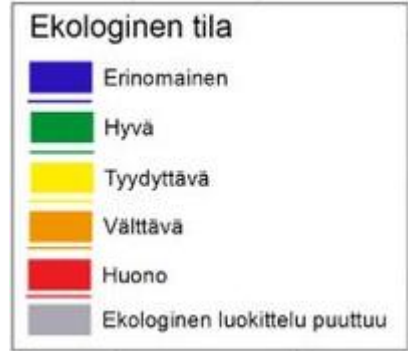 Ekologinen tila
Erinomainen
Hyvä
Tyydyttävä
Välttävä
Huono
Ekologinen luokittelu puuttuu